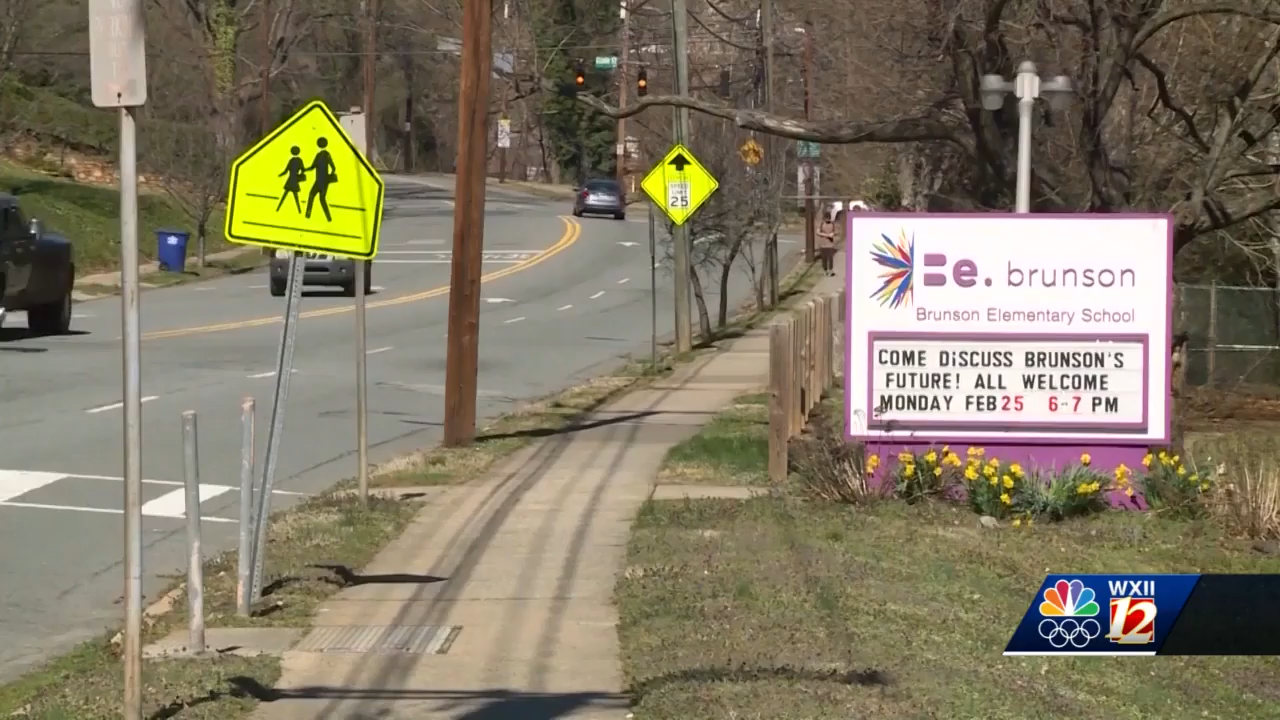 SPEED
LIMIT
25
Be. brunson
Brunson Elementary School
COME DiSCUSS BRUNSON'S
FUTURE! ALL WELCOME
MONDAY FEB 25 6-7 PM
WXII
12